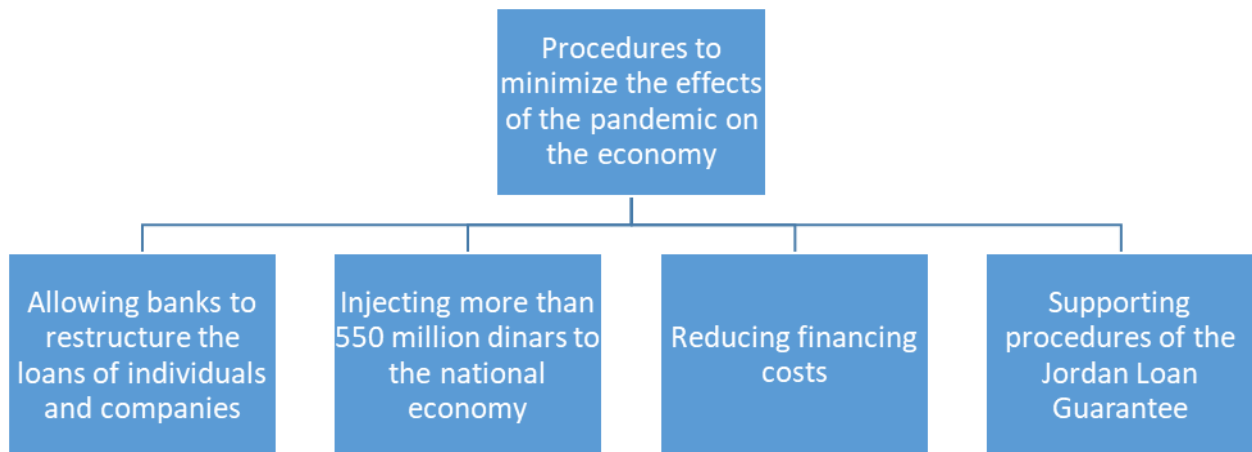 Procedures to
minimize the effects
of the pandemic on
the economy
Allowing banks to
restructure the
loans of individuals
and companies
Injecting more than
550 million dinars to
the national
economy
Reducing financing
costs
Supporting
procedures of the
Jordan Loan
Guarantee